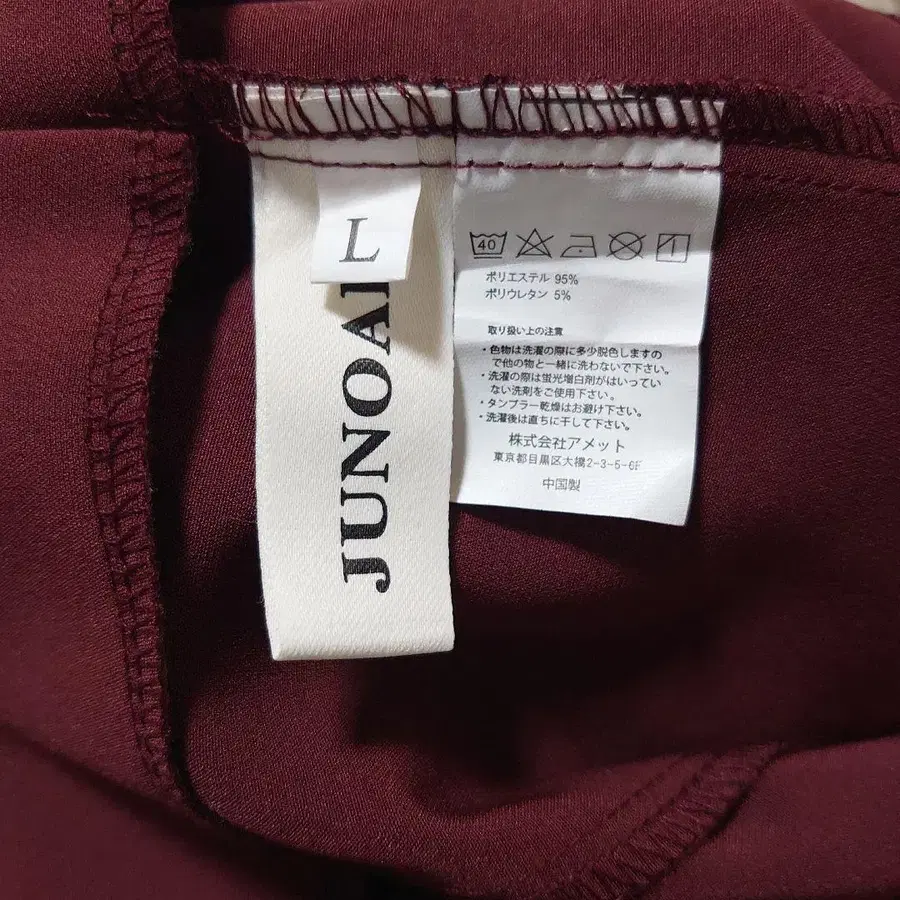 L
JUNOA
40
ポリエステル 95%
ポリウレタン 5%
取り扱い上の注意
・色物は洗濯の際に多少脱色しますの
で他の物と一緒に洗わないで下さい。
・洗濯の際は蛍光増白剤がはいってい
ない洗剤をご使用下さい。
・タンブラー乾燥はお避け下さい。
・洗濯後は直ちに干して下さい。
株式会社アメット
東京都目黒区大橋2-3-5-6F
中国製